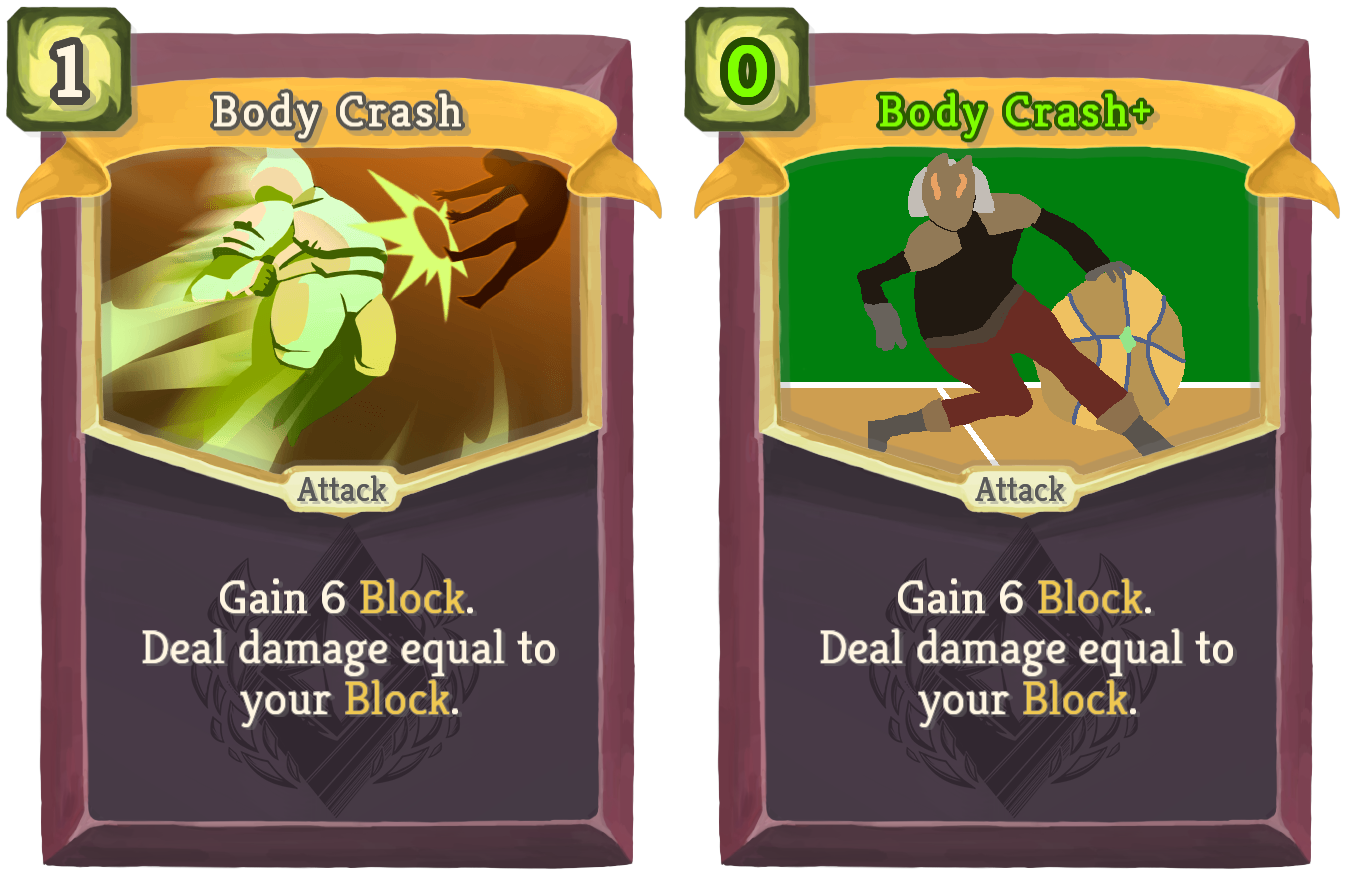 1
Body Crash
Attack
Gain 6 Block.
Deal damage equal to
your Block.
0
Body Crash+
Attack
Gain 6 Block.
Deal damage equal to
your Block.